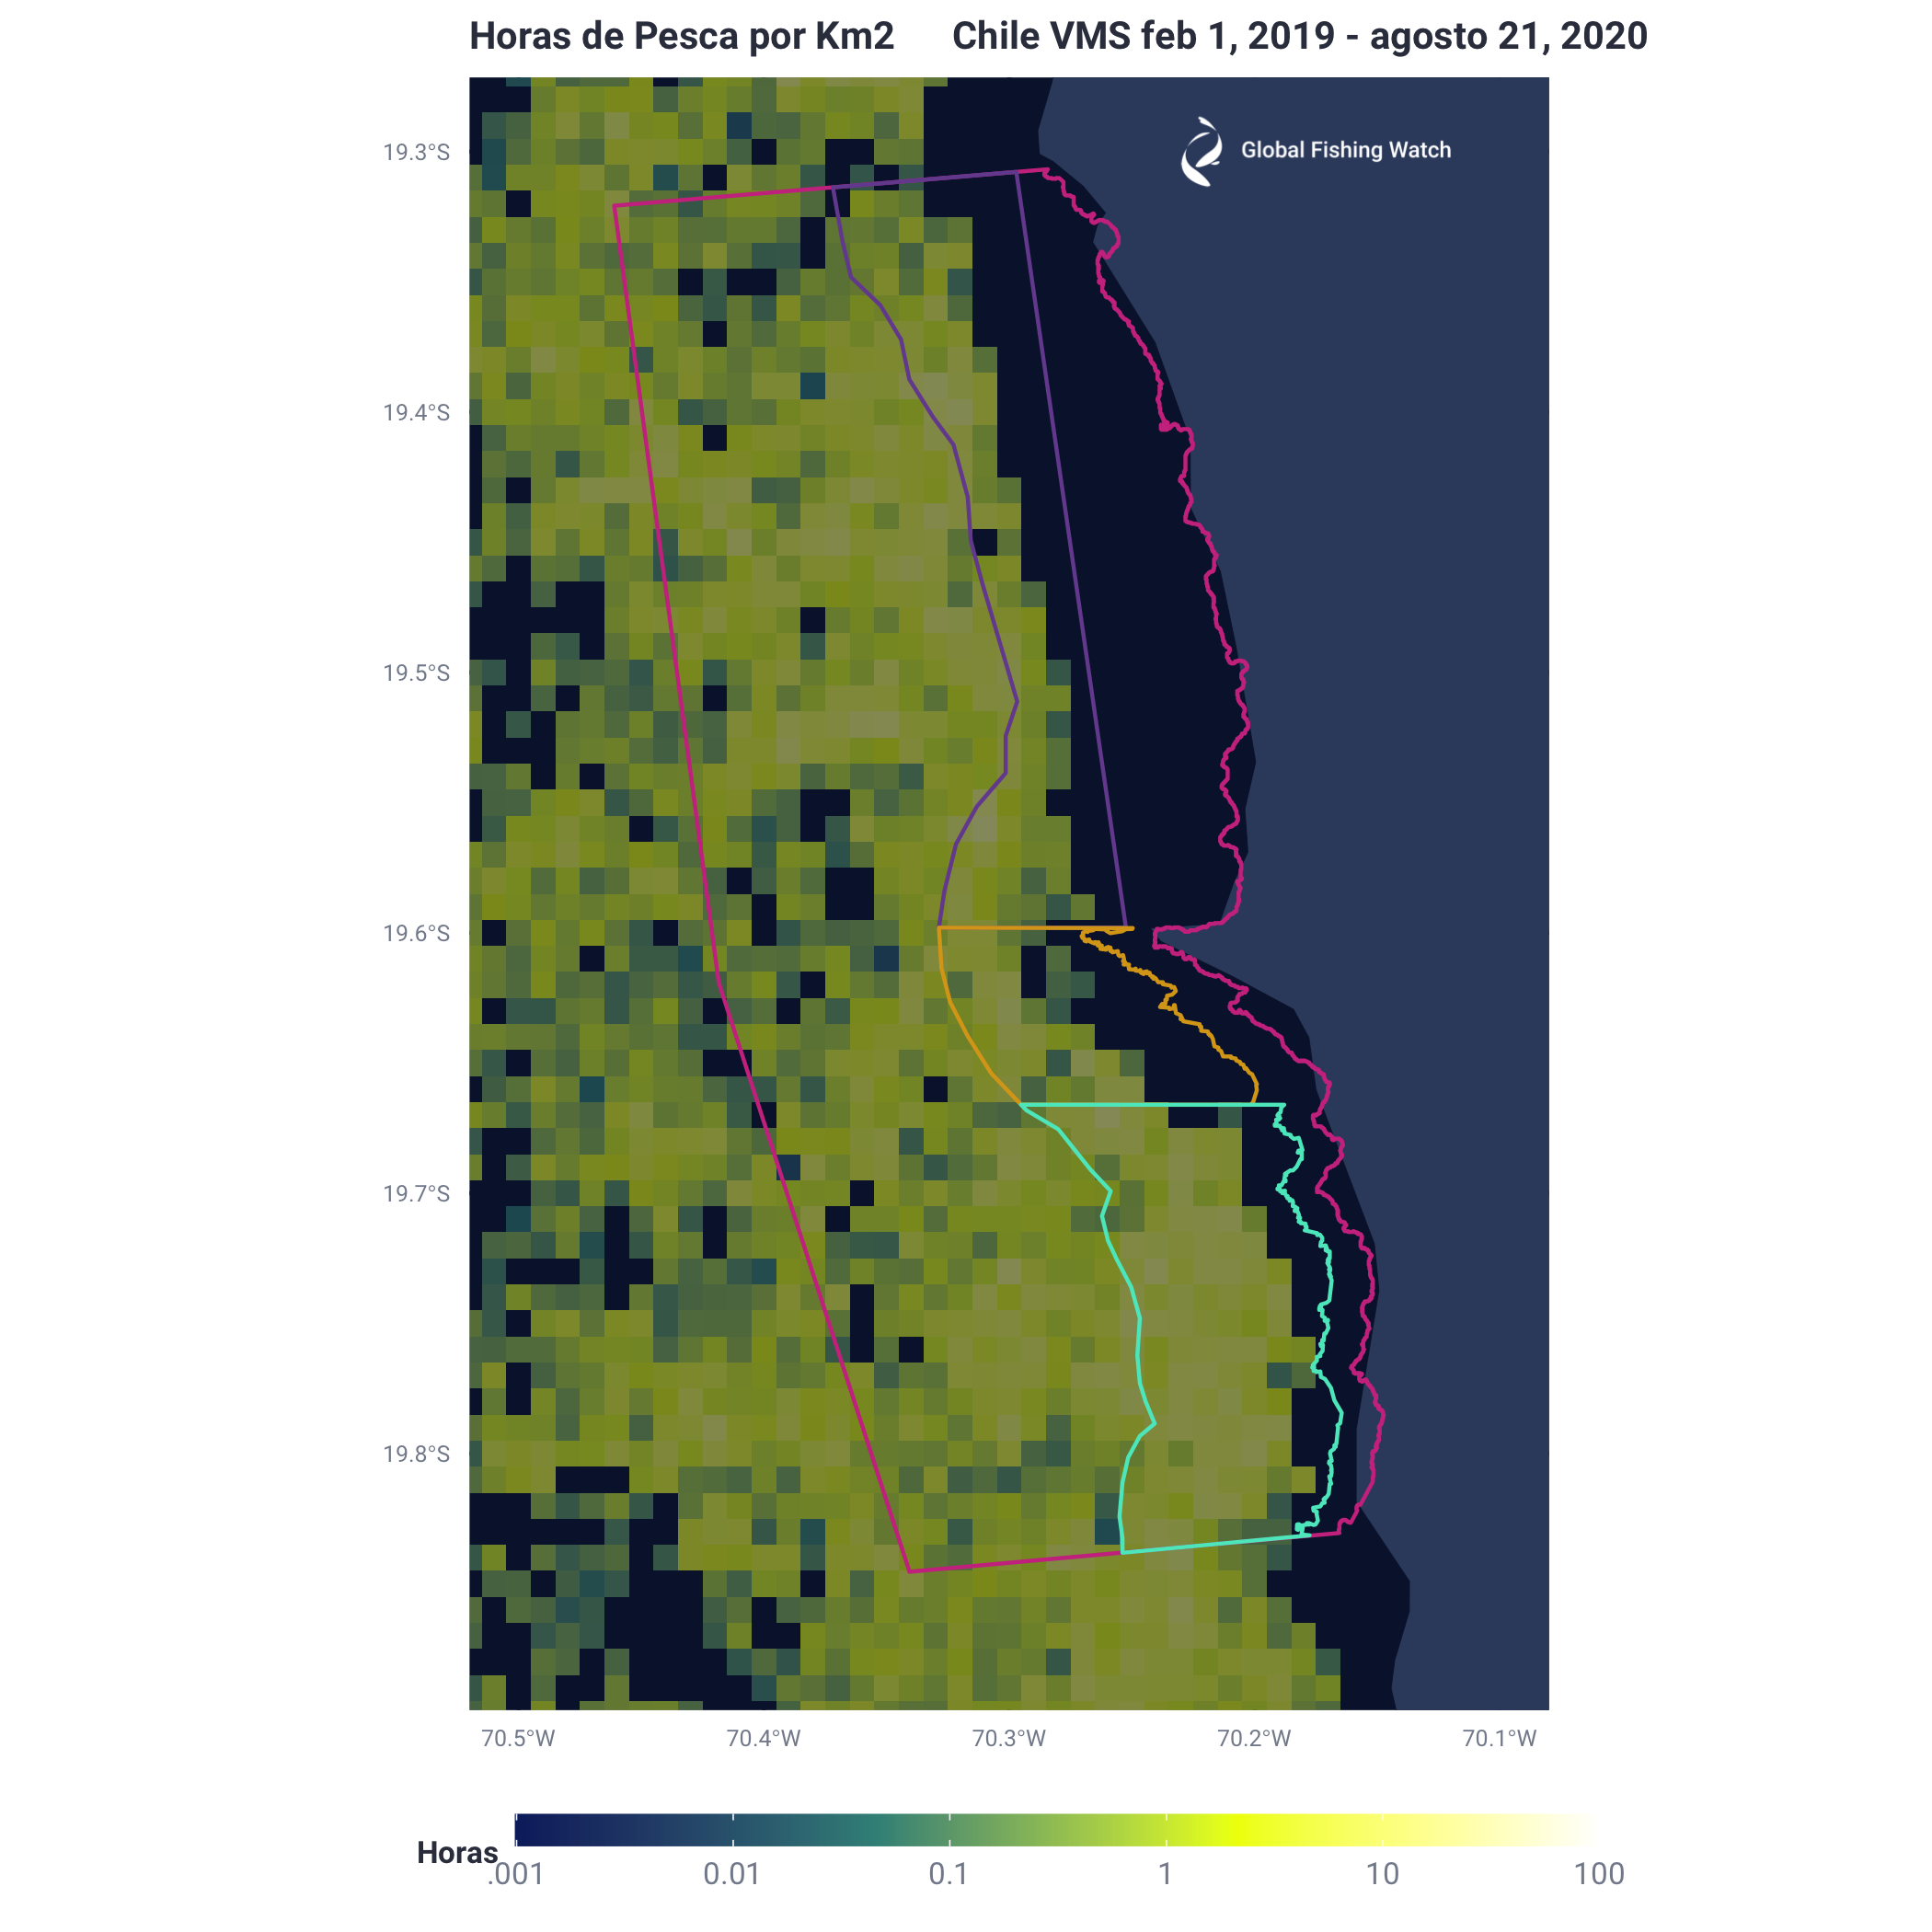 Horas de Pesca por Km2 Chile VMS feb 1, 2019 - agosto 21, 2020
Global Fishing Watch
19.3°S
19.4°S
19.5°S
19.6°S
19.7°S
19.8°S
70.5°W 70.4°W 70.3°W 70.2°W 70.1°W
Horas
.001 0.01 0.1 1 10 100